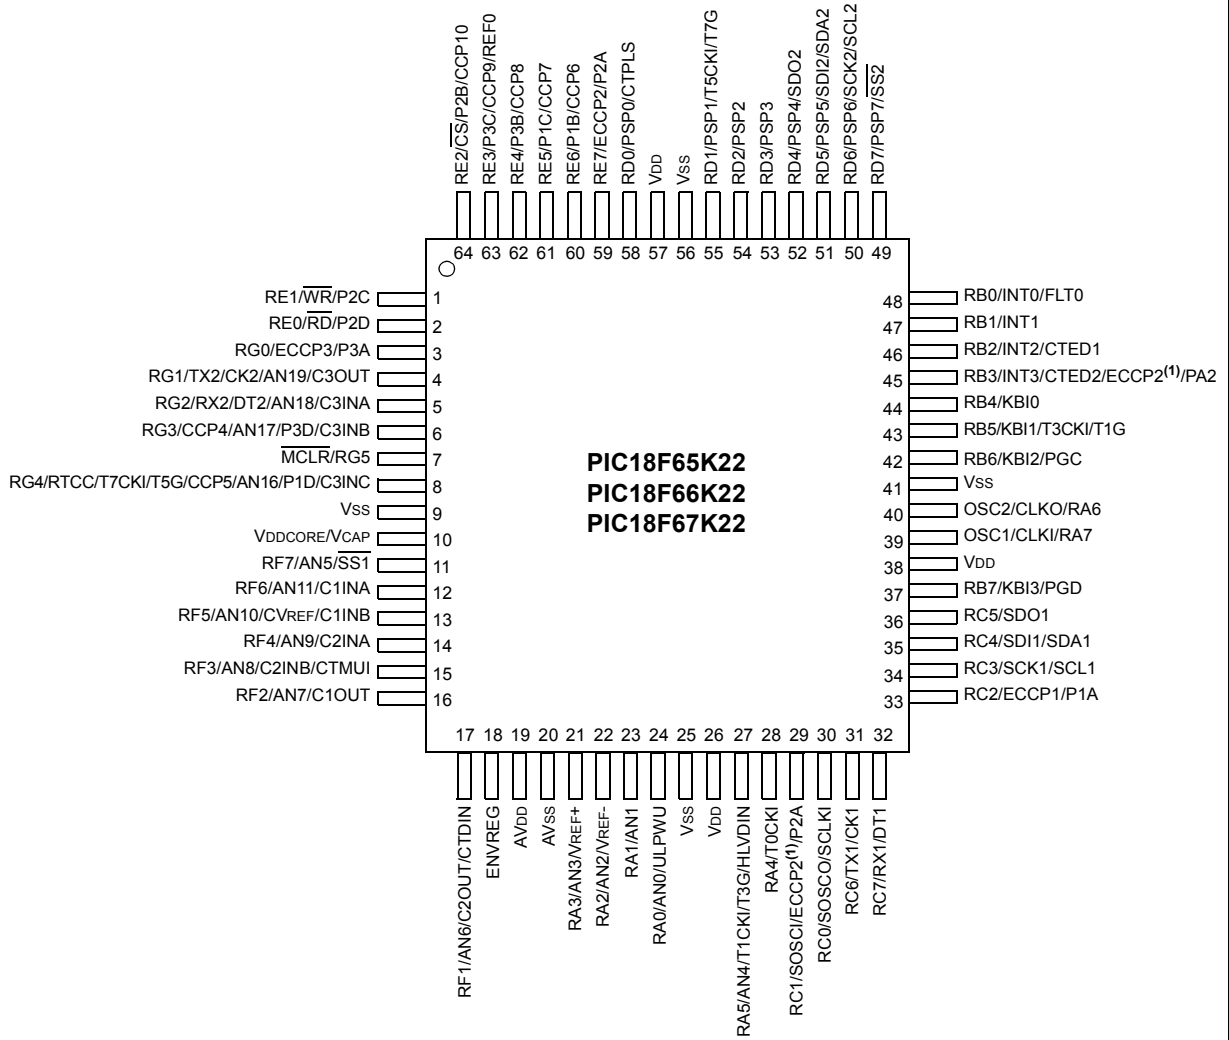 RE2/CS/P2B/CCP10
RE3/P3C/CCP9/REF0
RE4/P3B/CCP8
RE5/P1C/CCP7
RE6/P1B/CCP6
RE7/ECCP2/P2A
RD0/PSP0/CTPLS
VDD
VSS
RD1/PSP1/T5CKI/T7G
RD2/PSP2
RD3/PSP3
RD4/PSP4/SDO2
RD5/PSP5/SDI2/SDA2
RD6/PSP6/SCK2/SCL2
RD7/PSP7/SS2
64 63 62 61 60 59 58 57 56 55 54 53 52 51 50 49
RE1/WR/P2C 1
RE0/RD/P2D 2
RG0/ECCP3/P3A 3
RG1/TX2/CK2/AN19/C3OUT 4
RG2/RX2/DT2/AN18/C3INA 5
RG3/CCP4/AN17/P3D/C3INB 6
MCLR/RG5 7
RG4/RTCC/T7CKI/T5G/CCP5/AN16/P1D/C3INC 8
VSS 9
VDDCORE/VCAP 10
RF7/AN5/SS1 11
RF6/AN11/C1INA 12
RF5/AN10/CVREF/C1INB 13
RF4/AN9/C2INA 14
RF3/AN8/C2INB/CTMUI 15
RF2/AN7/C1OUT 16
PIC18F65K22
PIC18F66K22
PIC18F67K22
48 RB0/INT0/FLT0
47 RB1/INT1
46 RB2/INT2/CTED1
45 RB3/INT3/CTED2/ECCP2(1)/PA2
44 RB4/KBI0
43 RB5/KBI1/T3CKI/T1G
42 RB6/KBI2/PGC
41 VSS
40 OSC2/CLKO/RA6
39 OSC1/CLKI/RA7
38 VDD
37 RB7/KBI3/PGD
36 RC5/SDO1
35 RC4/SDI1/SDA1
34 RC3/SCK1/SCL1
33 RC2/ECCP1/P1A
17 18 19 20 21 22 23 24 25 26 27 28 29 30 31 32
RF1/AN6/C2OUT/CTDIN
ENVREG
AVDD
AVSS
RA3/AN3/VREF+
RA2/AN2/VREF-
RA1/AN1
RA0/AN0/ULPWU
VSS
VDD
RA5/AN4/T1CKI/T3G/HLVDIN
RA4/T0CKI
RC1/SOSCI/ECCP2(1)/P2A
RC0/SOSCO/SCLKI
RC6/TX1/CK1
RC7/RX1/DT1